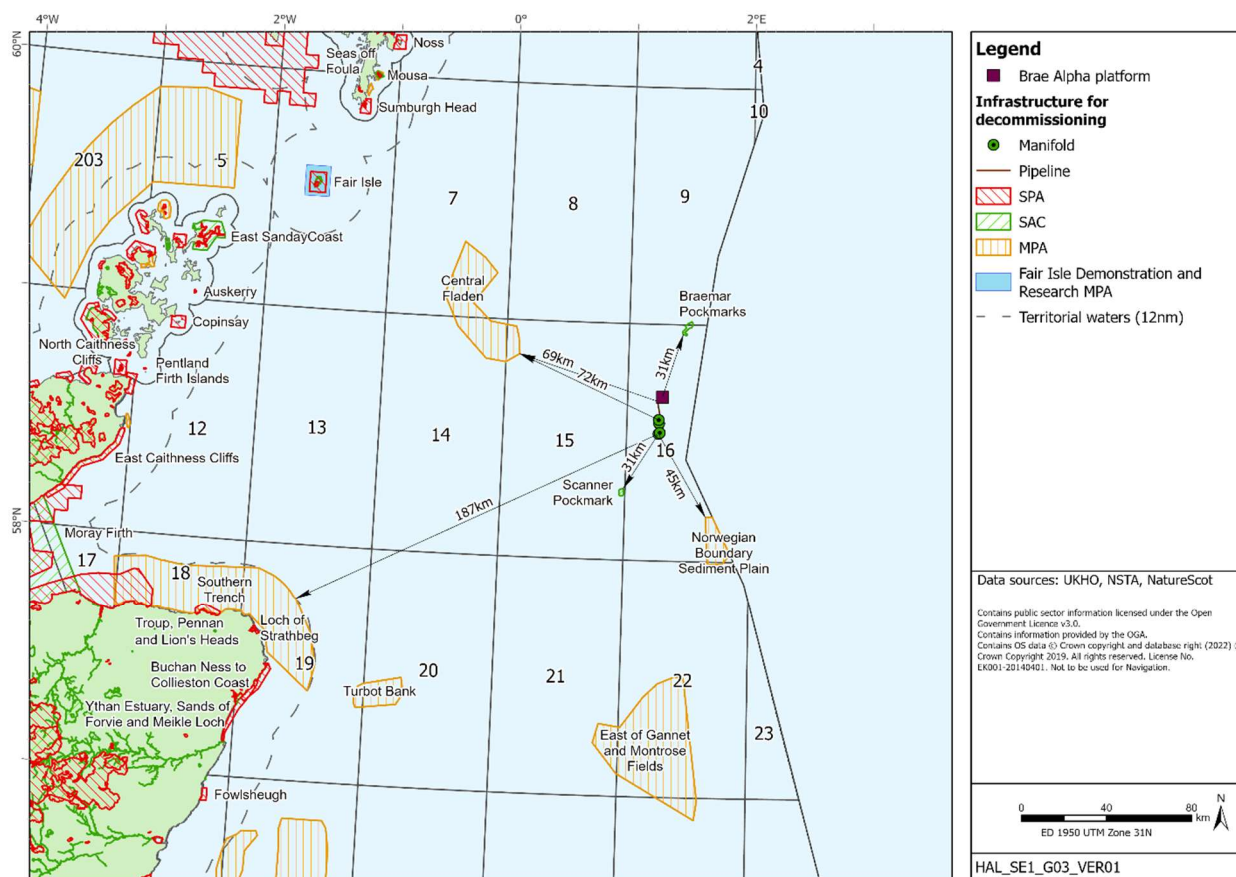 4°W
2°W
0°
2°E
60°N
58°N
Noss
Seas off
Foula
Mousa
Sumburgh Head
4
10
203
5
Fair Isle
7
8
9
East SandayCoast
Auskerry
Copinsay
North Caithness
Cliffs
Pentland
Firth Islands
Central
Fladen
Braemar
Pockmarks
69km
72km
31km
12
13
14
15
16
East Caithness Cliffs
31km
45km
Scanner
Pockmark
187km
Norwegian
Boundary
Sediment Plain
Moray Firth
17
18
Southern
Trench
Troup, Pennan
and Lion's Heads
Loch of
Strathbeg
Buchan Ness to
Collieston Coast
19
20
21
22
23
Turbot Bank
Ythan Estuary, Sands of
Forvie and Meikle Loch
East of Gannet
and Montrose
Fields
Fowlsheugh
Legend
Brae Alpha platform
Infrastructure for
decommissioning
Manifold
Pipeline
SPA
SAC
MPA
Fair Isle Demonstration and
Research MPA
Territorial waters (12nm)
Data sources: UKHO, NSTA, NatureScot
Contains public sector information licensed under the Open
Government Licence v3.0.
Contains information provided by the OGA.
Contains OS data © Crown copyright and database right (2022)
Crown Copyright 2019. All rights reserved. License No.
EK001-20140401. Not to be used for Navigation.
0 40 80
km
N
ED 1950 UTM Zone 31N
HAL_SE1_G03_VER01